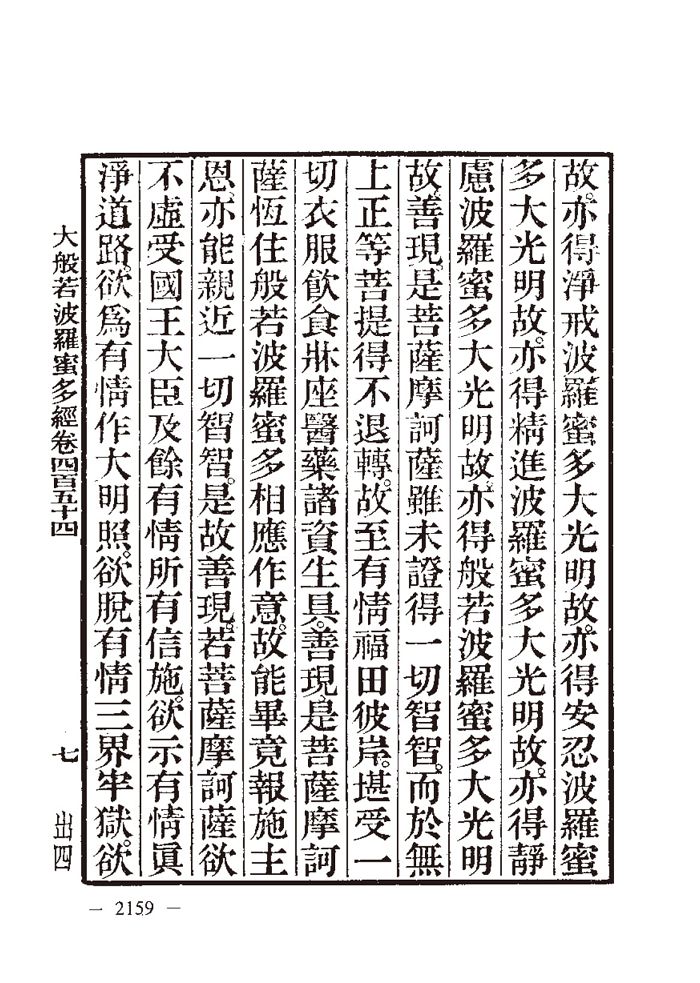 故。亦得淨戒波羅蜜多大光明故。亦得安忍波羅蜜
多大光明故。亦得精進波羅蜜多大光明故。亦得靜
慮波羅蜜多大光明故。亦得般若波羅蜜多大光明
故。善現。是菩薩摩訶薩雖未證得一切智智。而於無
上正等菩提得不退轉。故至有情福田彼岸。堪受一
切衣服飮食牀座醫藥諸資生具。善現。是菩薩摩訶
薩恆住般若波羅蜜多相應作意。故能畢竟報施主
恩。亦能親近一切智智。是故善現。若菩薩摩訶薩欲
不虛受國王大臣及餘有情所有信施。欲示有情眞
淨道路。欲爲有情作大明照。欲脫有情三界牢獄。欲
大般若波羅蜜多經卷四百五十四
七
出四
— 2159 —